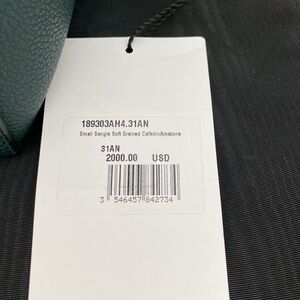 189303AH4.31AN
Small Sangle Soft Grained Calfskin Amazone
31AN
2000.00 USD
3 546457 842734